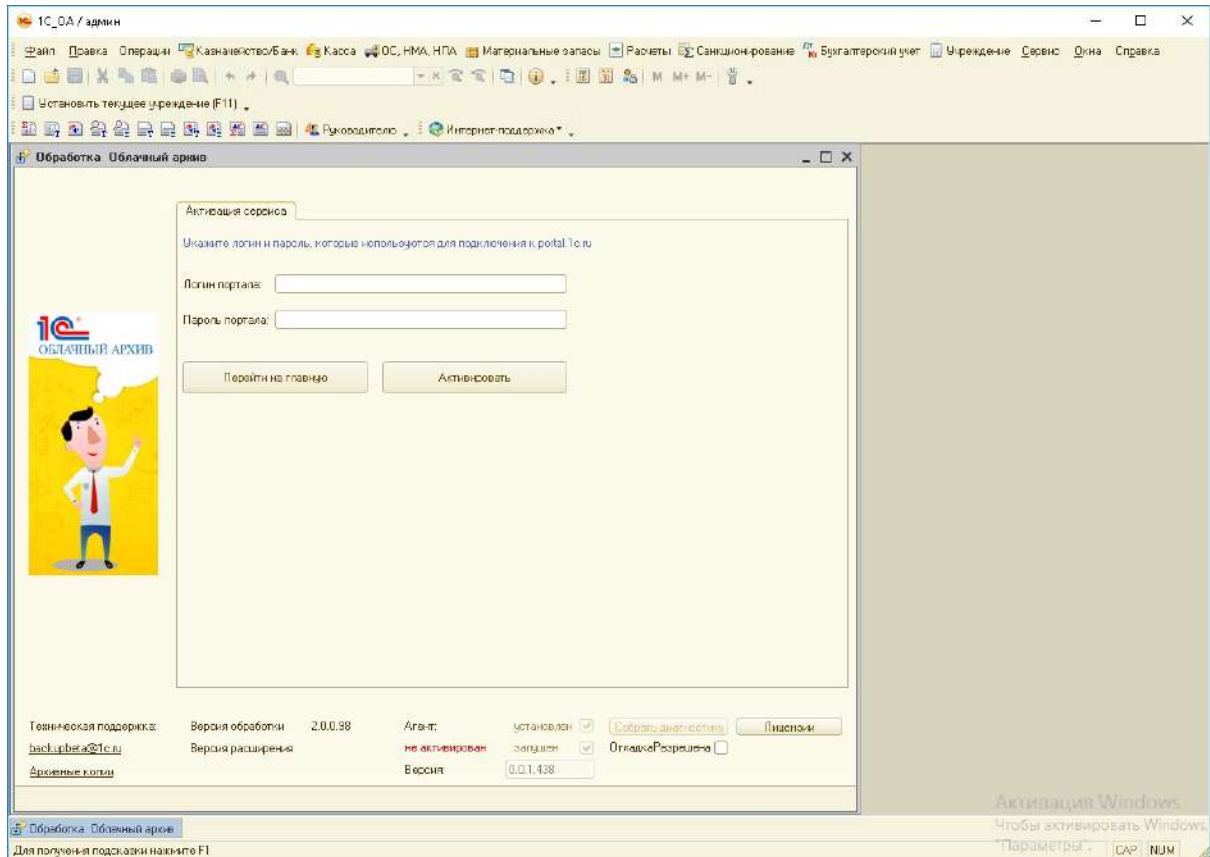 1С_ОА / админ
Файл Правка Операции Казначейство/Банк Касса ОС, НМА, НПА Материальные запасы Расчеты Санкционирование Бухгалтерский учет Учреждение Сервис Окна Справка
M M+ M-
Установить текущее учреждение (F11)
Руководителю Интернет-поддержка
Обработка Облачный архив
Активация сервиса
Укажите логин и пароль, которые используются для подключения к portal.1c.ru
Логин портала:
Пароль портала:
1С
ОБЛАЧНЫЙ АРХИВ
Перейти на главную Активировать
Техническая поддержка: Версия обработки 2.0.0.98 Агент: установлен Собрать диагностику Лицензии
backupbeta@1c.ru Версия расширения не активирован запущен ОтладкаРазрешена
Архивные копии Версия: 8.0.1.438
Активация Windows
Чтобы активировать Windows,
"Параметры".
Обработка Облачный архив
Для получения подсказки нажмите F1 CAP NUM